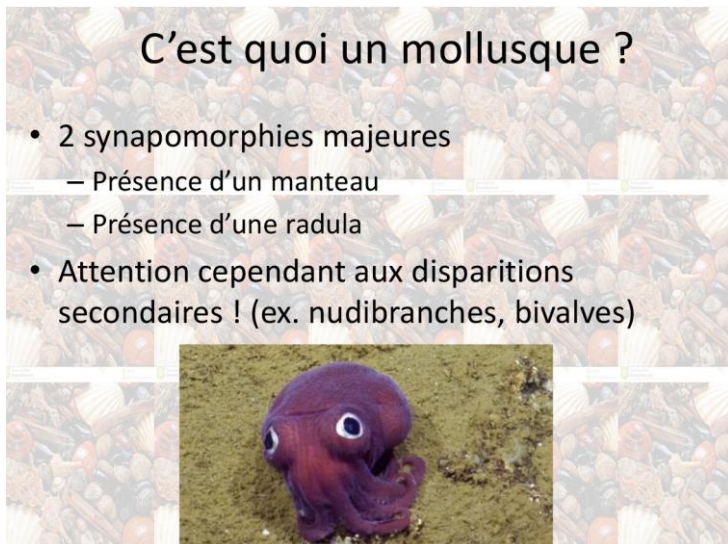 C'est quoi un mollusque ?
• 2 synapomorphies majeures
– Présence d'un manteau
– Présence d'une radula
• Attention cependant aux disparitions
secondaires ! (ex. nudibranches, bivalves)